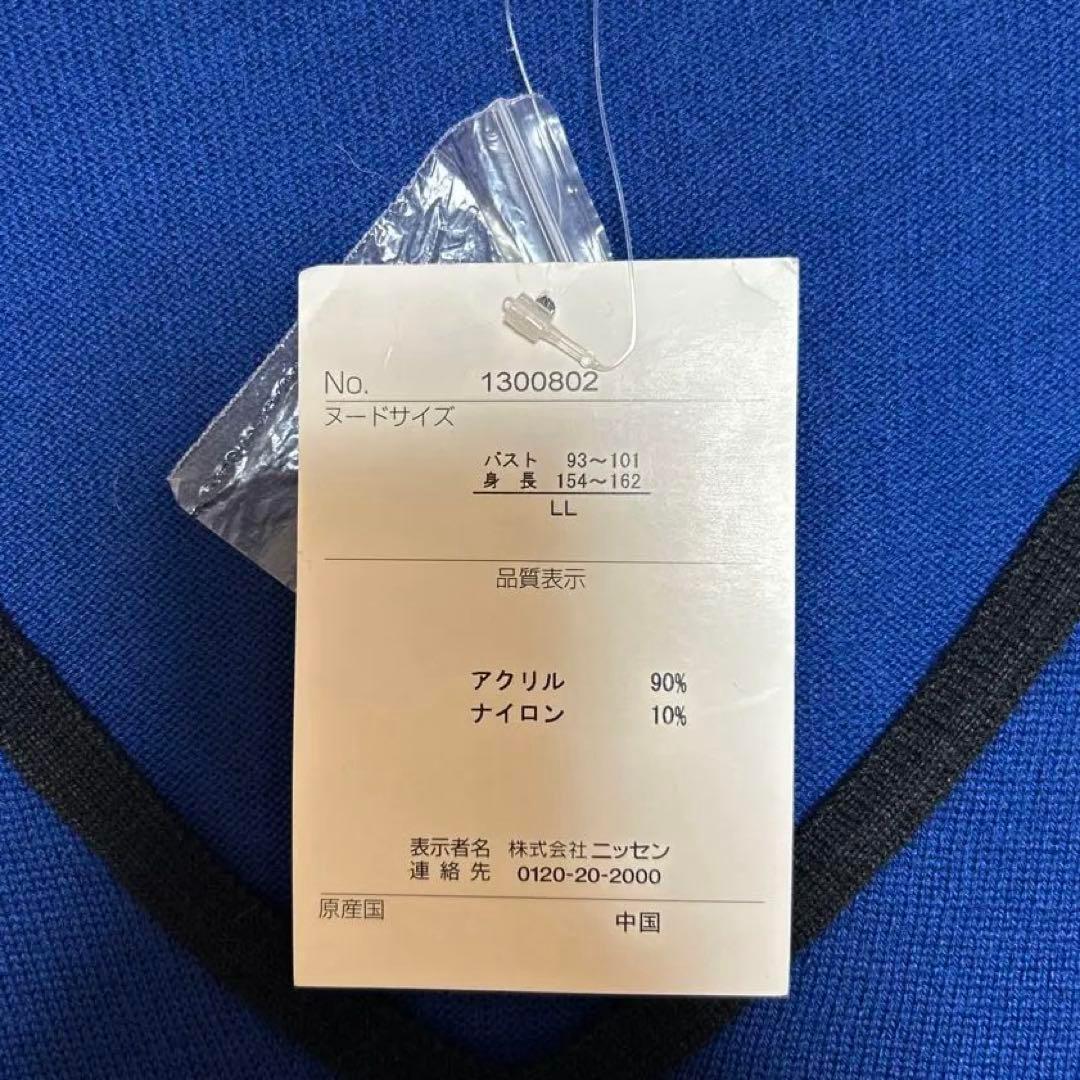 No. 1300802
ヌードサイズ
バスト 93〜101
身長 154〜162
LL
品質表示
アクリル 90%
ナイロン 10%
表示者名 株式会社ニッセン
連絡先 0120-20-2000
原産国 中国